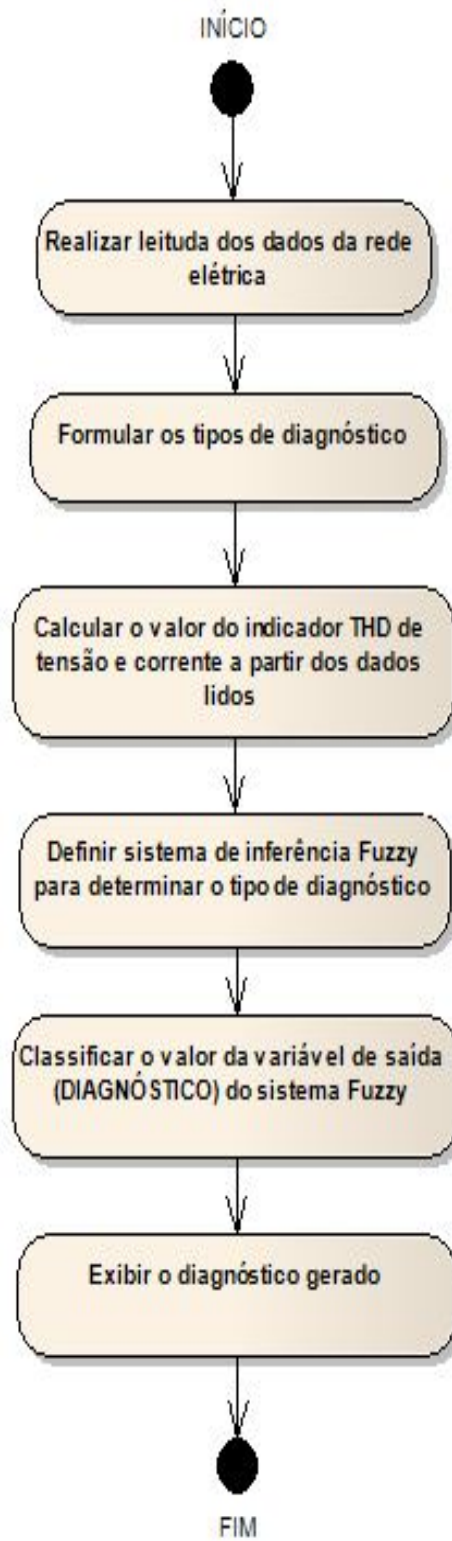 INÍCIO
Realizar leituda dos dados da rede
elétrica
Formular os tipos de diagnóstico
Calcular o valor do indicador THD de
tensão e corrente a partir dos dados
lidos
Definir sistema de inferência Fuzzy
para determinar o tipo de diagnóstico
Classificar o valor da variável de saída
(DIAGNÓSTICO) do sistema Fuzzy
Exibir o diagnóstico gerado
FIM